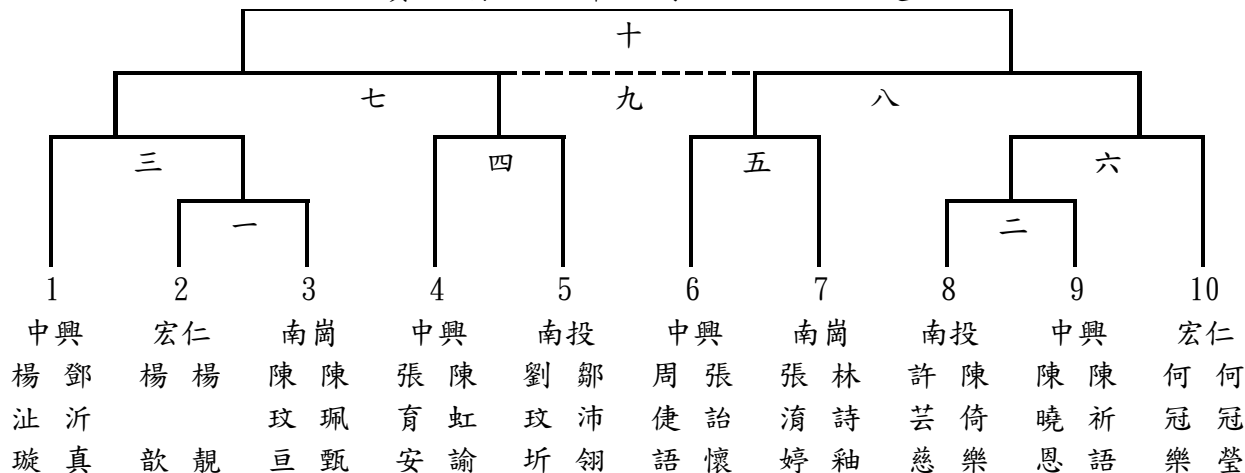 十
七 九 八
三 四 五 六
一 二
1 2 3 4 5 6 7 8 9 10
中興 宏仁 南崗 中興 南投 中興 南崗 南投 中興 宏仁
楊 鄧 楊 楊 陳 陳 張 陳 劉 鄒 周 張 張 林 許 陳 陳 陳 何 何
沚 沂 玟 珮 育 虹 玟 沛 倢 詒 淯 詩 芸 倚 曉 祈 冠 冠
璇 真 歆 靚 亘 甄 安 諭 圻 翎 語 懷 婷 釉 慈 樂 恩 語 樂 瑩